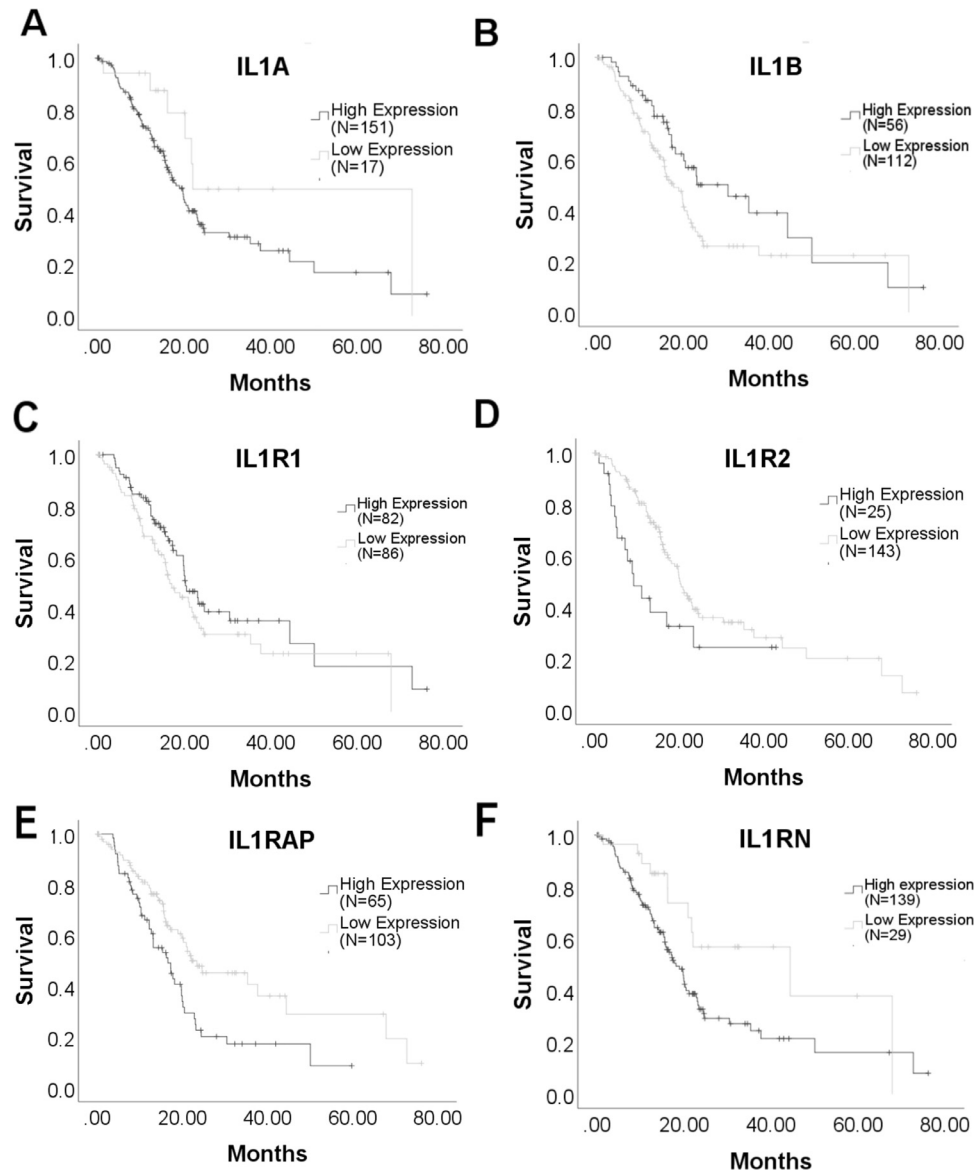 A
IL1A
1.0
0.8
0.6
0.4
0.2
0.0
Survival
High Expression
(N=151)
Low Expression
(N=17)
.00 20.00 40.00 60.00 80.00
Months
B
IL1B
1.0
0.8
0.6
0.4
0.2
0.0
Survival
High Expression
(N=56)
Low Expression
(N=112)
.00 20.00 40.00 60.00 80.00
Months
C
IL1R1
1.0
0.8
0.6
0.4
0.2
0.0
Survival
High Expression
(N=82)
Low Expression
(N=86)
.00 20.00 40.00 60.00 80.00
Months
D
IL1R2
1.0
0.8
0.6
0.4
0.2
0.0
Survival
High Expression
(N=25)
Low Expression
(N=143)
.00 20.00 40.00 60.00 80.00
Months
E
IL1RAP
1.0
0.8
0.6
0.4
0.2
0.0
Survival
High Expression
(N=65)
Low Expression
(N=103)
.00 20.00 40.00 60.00 80.00
Months
F
IL1RN
1.0
0.8
0.6
0.4
0.2
0.0
Survival
High expression
(N=139)
Low Expression
(N=29)
.00 20.00 40.00 60.00 80.00
Months